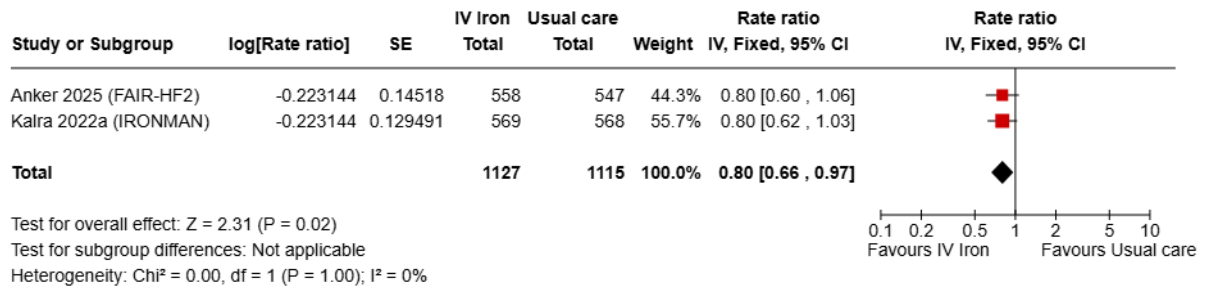 IV Iron Usual care Rate ratio Rate ratio
Study or Subgroup log[Rate ratio] SE Total Total Weight IV, Fixed, 95% CI IV, Fixed, 95% CI
Anker 2025 (FAIR-HF2) -0.223144 0.14518 558 547 44.3% 0.80 [0.60 , 1.06]
Kalra 2022a (IRONMAN) -0.223144 0.129491 569 568 55.7% 0.80 [0.62 , 1.03]
Total 1127 1115 100.0% 0.80 [0.66 , 0.97]
Test for overall effect: Z = 2.31 (P = 0.02)
Test for subgroup differences: Not applicable
Heterogeneity: Chi² = 0.00, df = 1 (P = 1.00); I² = 0%
0.1 0.2 0.5 1 2 5 10
Favours IV Iron Favours Usual care